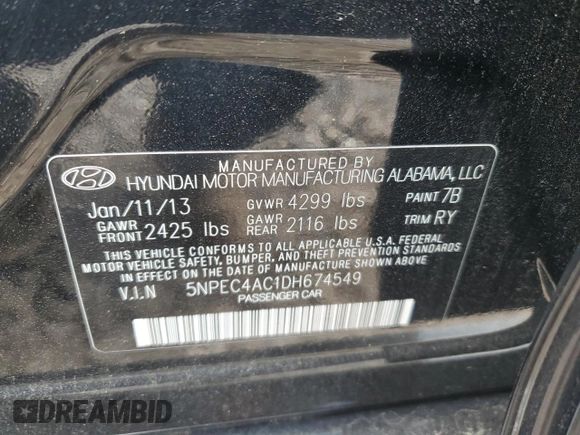 MANUFACTURED BY
HYUNDAI MOTOR MANUFACTURING ALABAMA, LLC
Jan/11/13 GVWR 4299 lbs PAINT 7B
GAWR FRONT 2425 lbs GAWR REAR 2116 lbs TRIM RY
THIS VEHICLE CONFORMS TO ALL APPLICABLE U.S.A. FEDERAL
MOTOR VEHICLE SAFETY, BUMPER, AND THEFT PREVENTION STANDARDS
IN EFFECT ON THE DATE OF MANUFACTURE SHOWN ABOVE.
V.I.N 5NPEC4AC1DH674549
PASSENGER CAR
DREAMBID